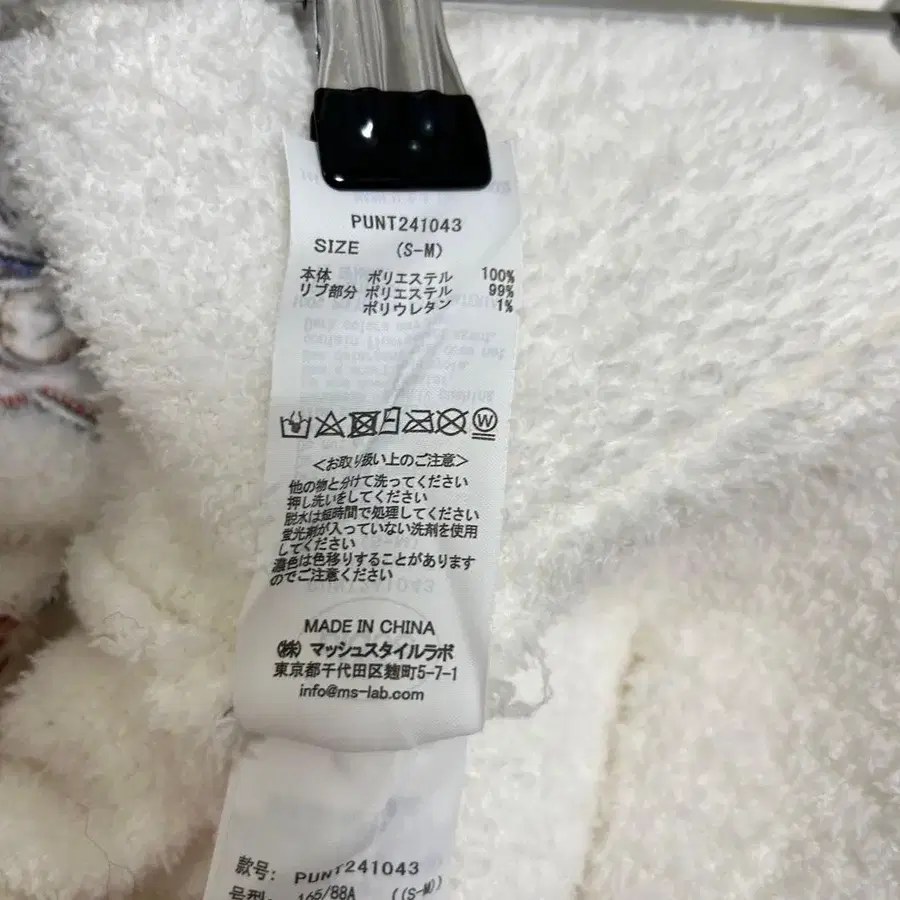 PUNT241043
SIZE (S-M)
本体 ポリエステル 100%
リブ部分 ポリエステル 99%
ポリウレタン 1%
W
<お取り扱い上のご注意>
他の物と分けて洗ってください
押し洗いをしてください
脱水は短時間で処理してください
蛍光剤が入っていない洗剤を使用
してください
濃色は色移りすることがあります
のでご注意ください
MADE IN CHINA
(株) マッシュスタイルラボ
東京都千代田区麹町5-7-1
info@ms-lab.com
款号: PUNT241043
号型: 165/88A ((S-M))